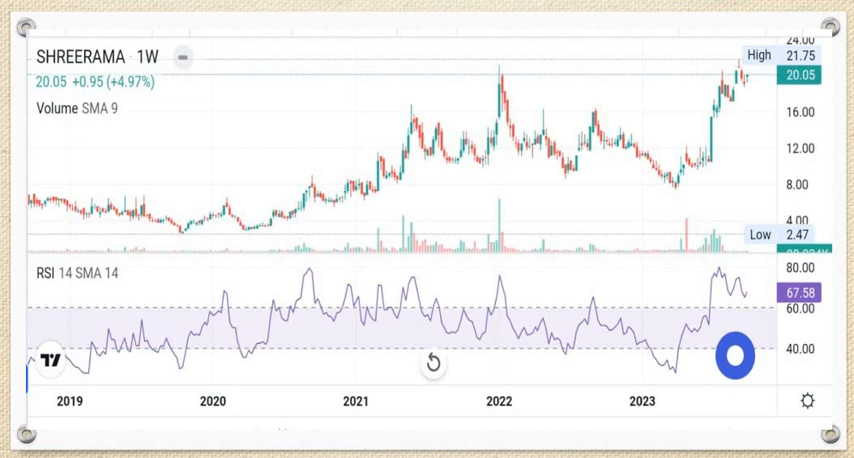 24.00
SHREERAMA · 1W
High 21.75
20.05 +0.95 (+4.97%)
20.05
Volume SMA 9
16.00
12.00
8.00
4.00
Low 2.47
RSI 14 SMA 14
80.00
67.58
60.00
40.00
2019 2020 2021 2022 2023